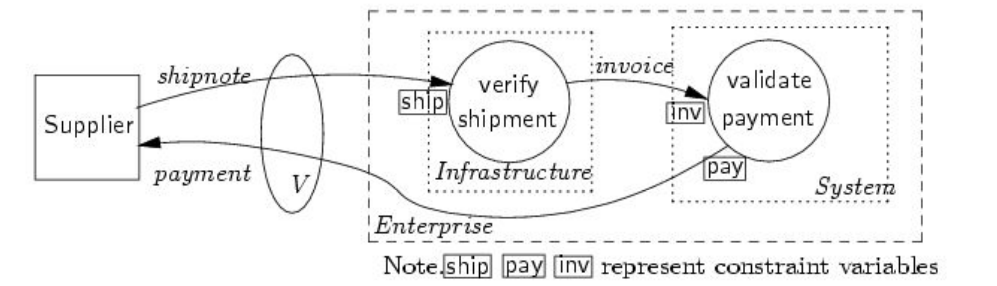 shipnote
invoice
validate
payment
verify
shipment
ship
inv
Supplier
payment
V
Infrastructure
pay
System
Enterprise
Note. ship pay inv represent constraint variables